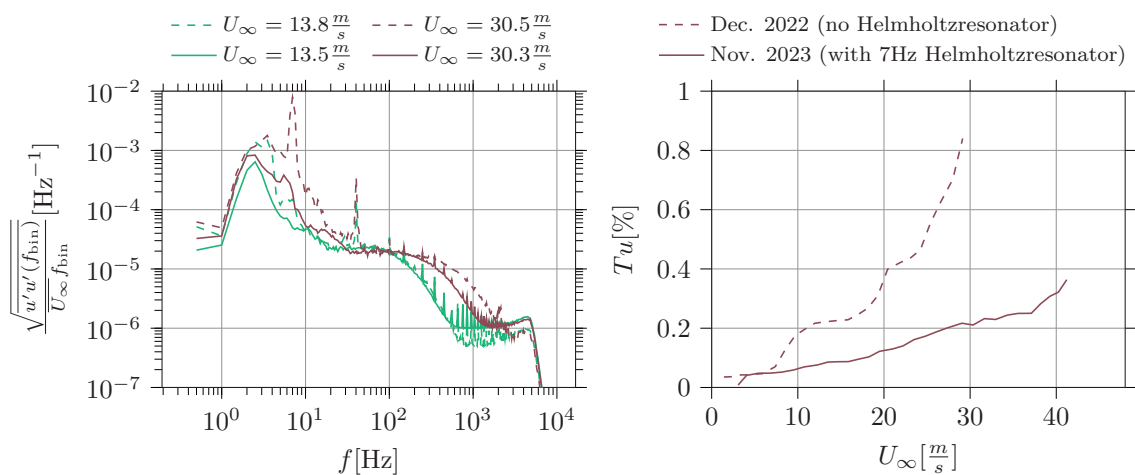 U∞ = 13.8 m/s U∞ = 30.5 m/s
U∞ = 13.5 m/s U∞ = 30.3 m/s
Dec. 2022 (no Helmholtzresonator)
Nov. 2023 (with 7Hz Helmholtzresonator)
10⁻²
10⁻³
10⁻⁴
10⁻⁵
10⁻⁶
10⁻⁷
√u′u′(f_bin) / U∞ f_bin [Hz⁻¹]
10⁰ 10¹ 10² 10³ 10⁴
f[Hz]
1
0.8
0.6
0.4
0.2
0
Tu[%]
0 10 20 30 40
U∞[m/s]